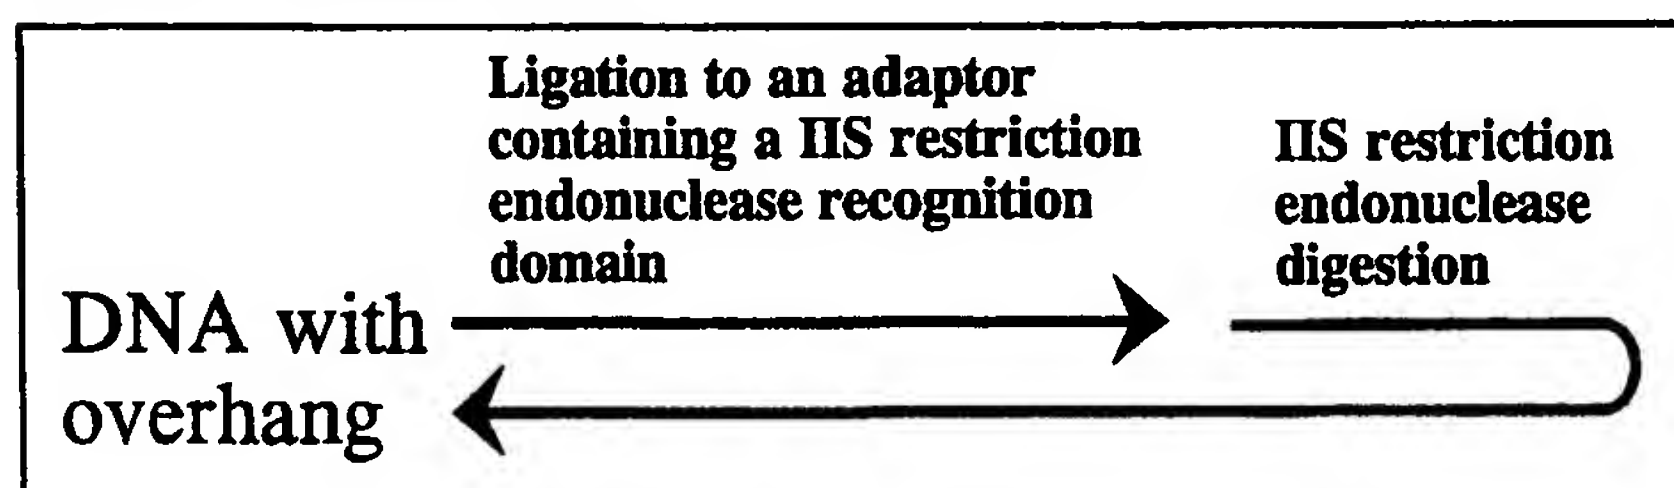 Ligation to an adaptor
containing a IIS restriction
endonuclease recognition
domain
IIS restriction
endonuclease
digestion
DNA with
overhang